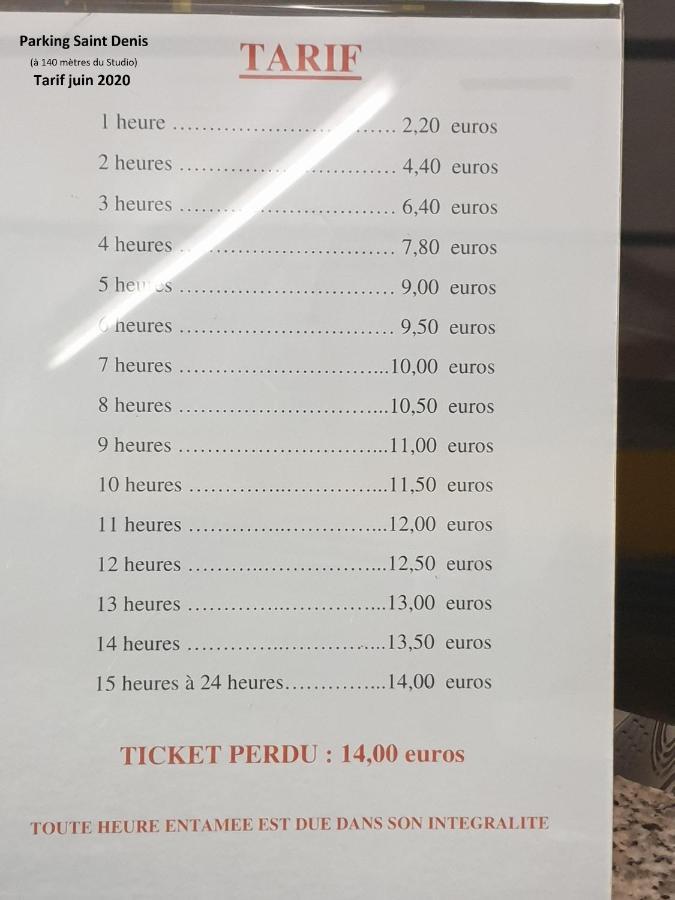 Parking Saint Denis
(à 140 mètres du Studio)
Tarif juin 2020
TARIF
1 heure ................................ 2,20 euros
2 heures ............................... 4,40 euros
3 heures ............................... 6,40 euros
4 heures ............................... 7,80 euros
5 heures ............................... 9,00 euros
6 heures ............................... 9,50 euros
7 heures ...............................10,00 euros
8 heures ...............................10,50 euros
9 heures ...............................11,00 euros
10 heures .............................11,50 euros
11 heures .............................12,00 euros
12 heures .............................12,50 euros
13 heures .............................13,00 euros
14 heures .............................13,50 euros
15 heures à 24 heures...............14,00 euros
TICKET PERDU : 14,00 euros
TOUTE HEURE ENTAMEE EST DUE DANS SON INTEGRALITE